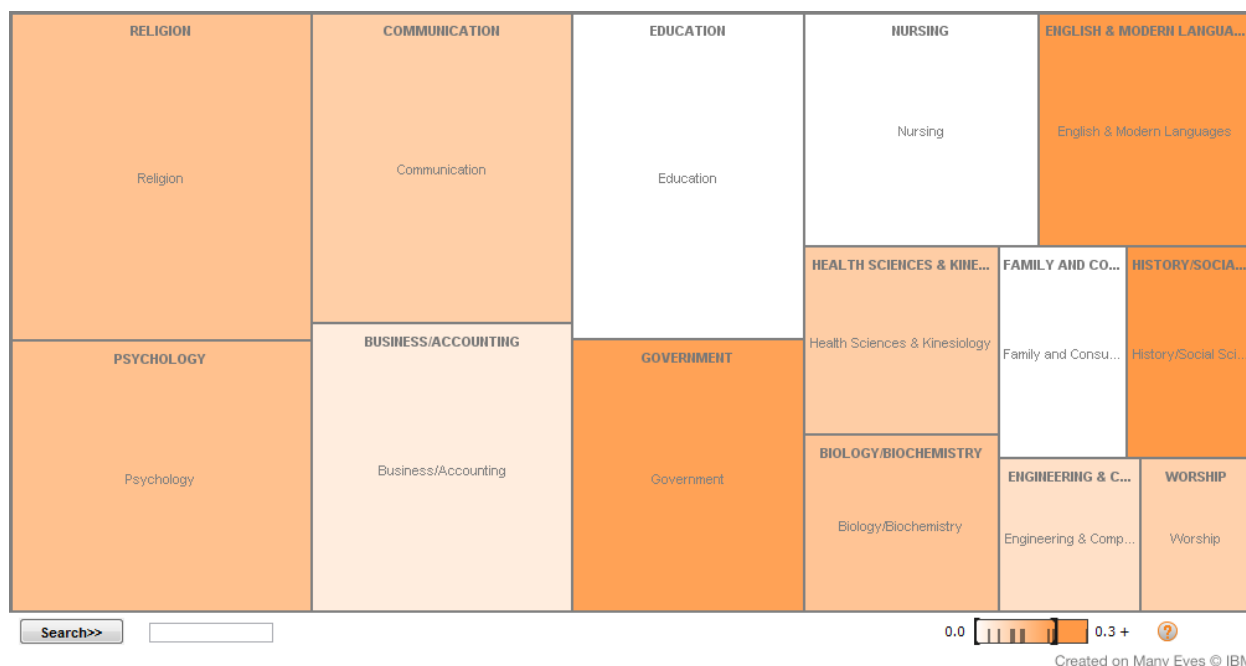 RELIGION
Religion
COMMUNICATION
Communication
EDUCATION
Education
NURSING
Nursing
ENGLISH & MODERN LANGUA...
English & Modern Languages
PSYCHOLOGY
Psychology
BUSINESS/ACCOUNTING
Business/Accounting
GOVERNMENT
Government
HEALTH SCIENCES & KINE...
Health Sciences & Kinesiology
FAMILY AND CO...
Family and Consu...
HISTORY/SOCIA...
History/Social Sci...
BIOLOGY/BIOCHEMISTRY
Biology/Biochemistry
ENGINEERING & C...
Engineering & Comp...
WORSHIP
Worship
Search>>
0.0
0.3 +
?
Created on Many Eyes © IBM